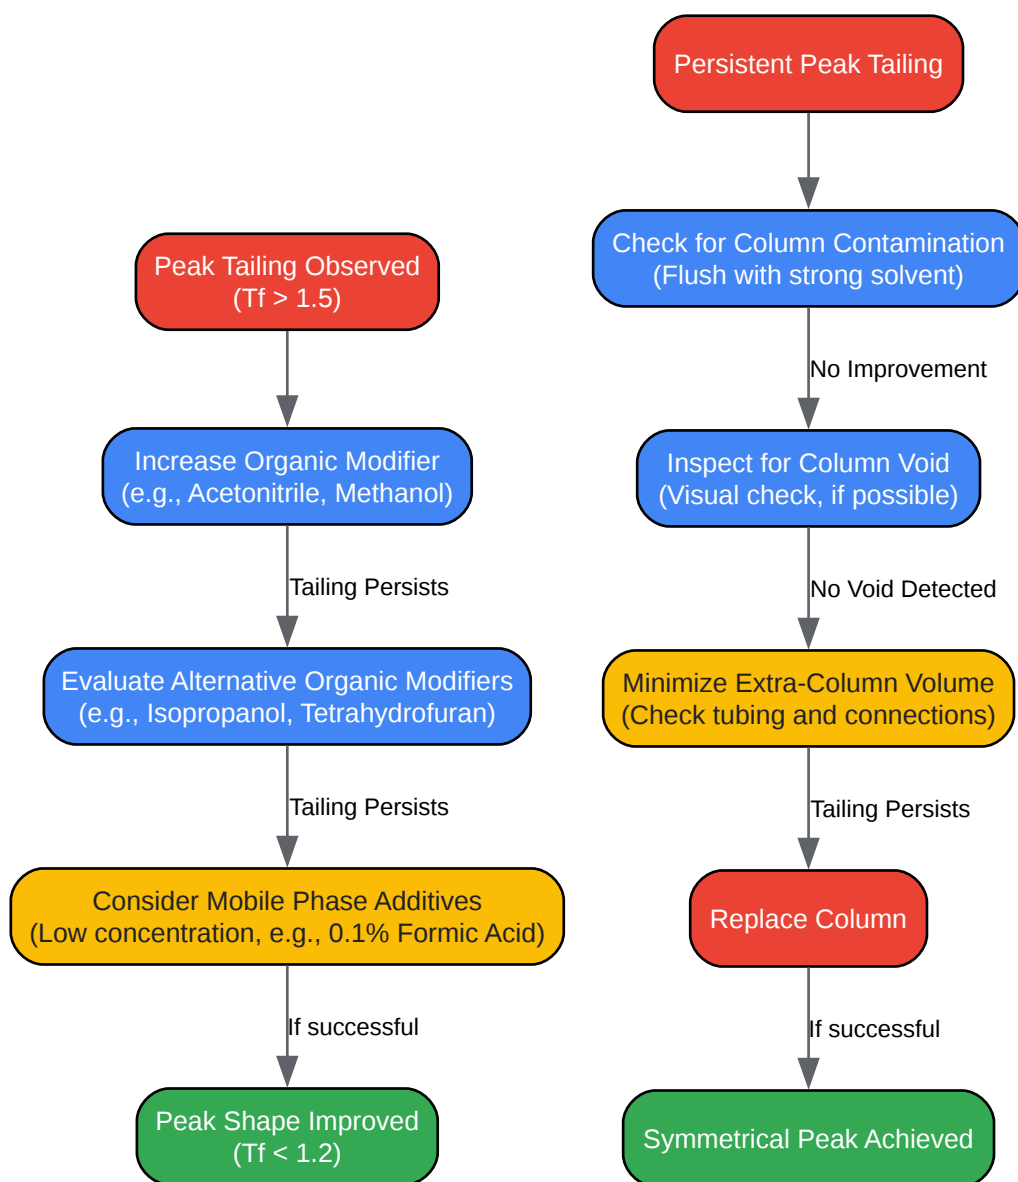 Peak Tailing Observed
(Tf > 1.5)
Increase Organic Modifier
(e.g., Acetonitrile, Methanol)
Tailing Persists
Evaluate Alternative Organic Modifiers
(e.g., Isopropanol, Tetrahydrofuran)
Tailing Persists
Consider Mobile Phase Additives
(Low concentration, e.g., 0.1% Formic Acid)
If successful
Peak Shape Improved
(Tf < 1.2)
Persistent Peak Tailing
Check for Column Contamination
(Flush with strong solvent)
No Improvement
Inspect for Column Void
(Visual check, if possible)
No Void Detected
Minimize Extra-Column Volume
(Check tubing and connections)
Tailing Persists
Replace Column
If successful
Symmetrical Peak Achieved